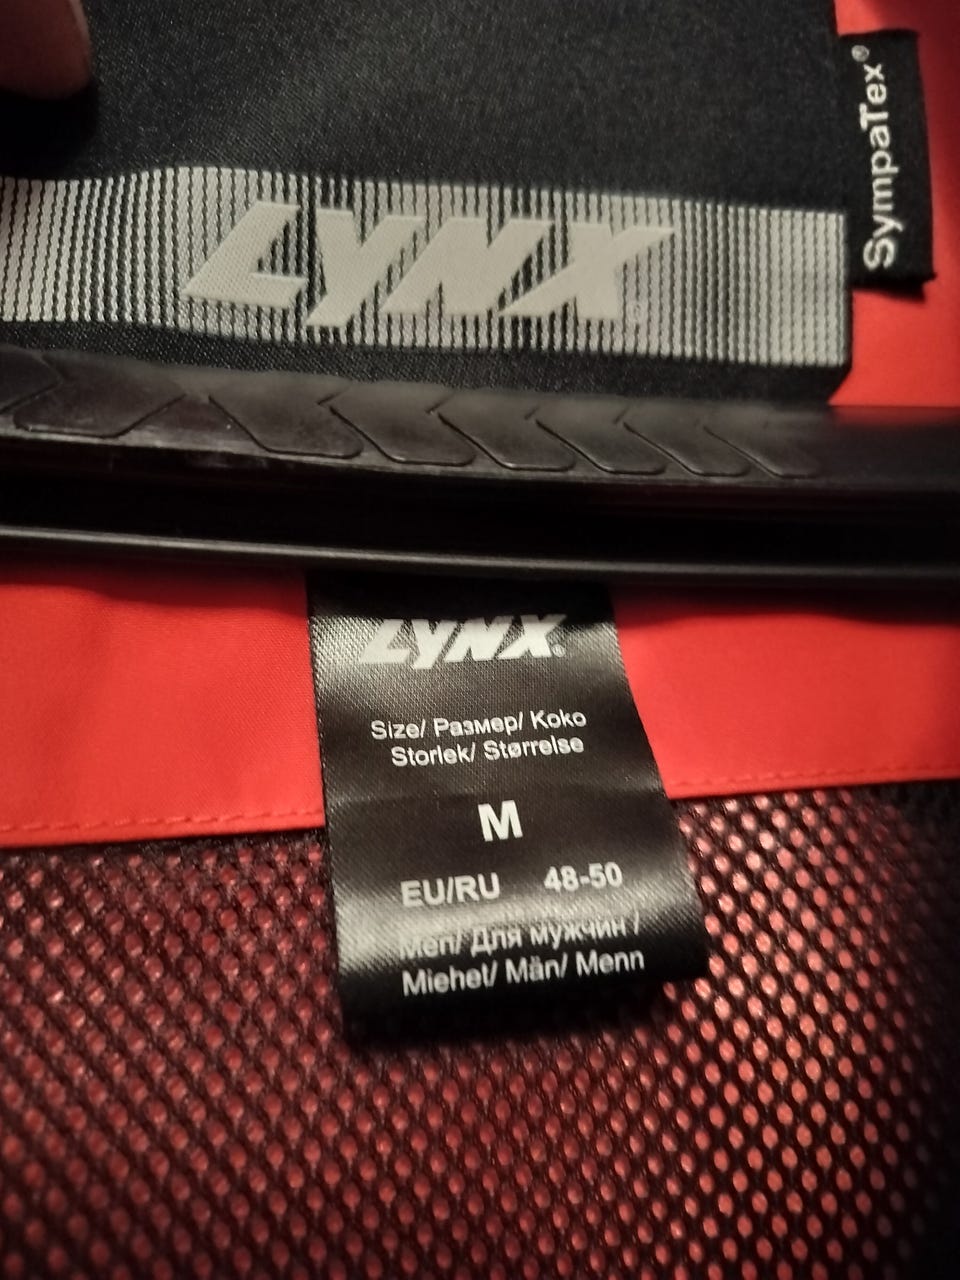 SympaTex®
LYNX
LYNX®
Size/ Размер/ Koko
Storlek/ Størrelse
M
EU/RU 48-50
Men/ Для мужчин /
Miehet/ Män/ Menn